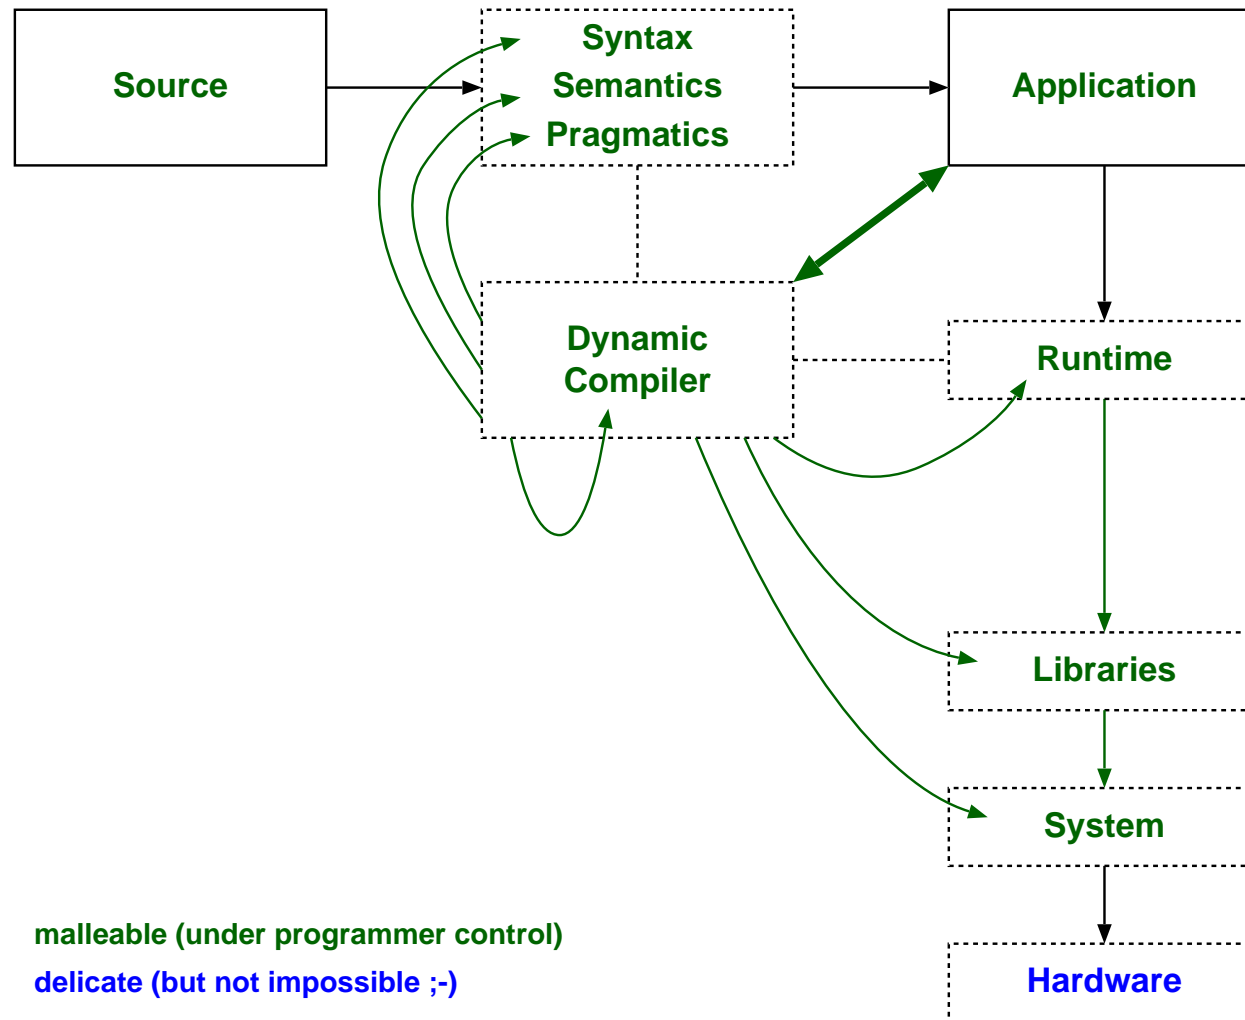 Source
Syntax
Semantics
Pragmatics
Application
Dynamic
Compiler
Runtime
Libraries
System
Hardware
malleable (under programmer control)
delicate (but not impossible ;-)